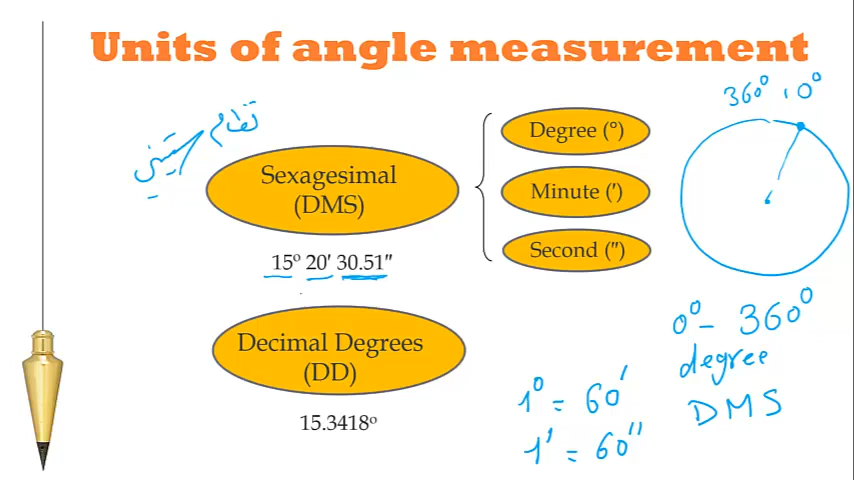 Units of angle measurement
360° , 0°
نظام ستيني
Sexagesimal
(DMS)
Degree (°)
Minute (′)
Second (″)
15° 20′ 30.51″
Decimal Degrees
(DD)
15.3418°
0° – 360°
degree
DMS
1° = 60′
1′ = 60″